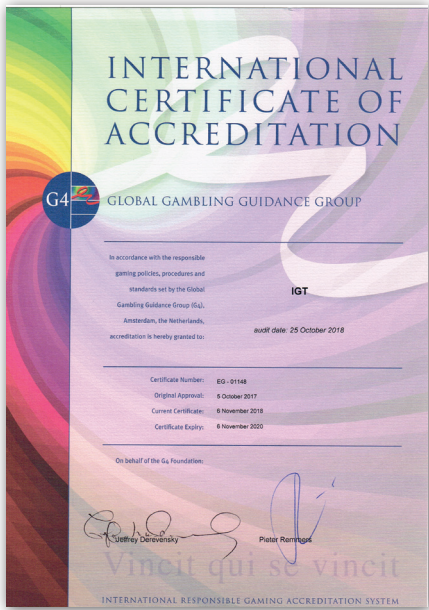 INTERNATIONAL
CERTIFICATE OF
ACCREDITATION
G4
GLOBAL GAMBLING GUIDANCE GROUP
In accordance with the responsible
gaming policies, procedures and
standards set by the Global
Gambling Guidance Group (G4),
Amsterdam, the Netherlands,
accreditation is hereby granted to:
IGT
audit date: 25 October 2018
Certificate Number: EG - 01148
Original Approval: 6 October 2017
Current Certificate: 6 November 2018
Certificate Expiry: 6 November 2020
On behalf of the G4 Foundation:
Jeffrey Derevensky
Pieter Remmers
Vincit qui se vincit
INTERNATIONAL RESPONSIBLE GAMING ACCREDITATION SYSTEM